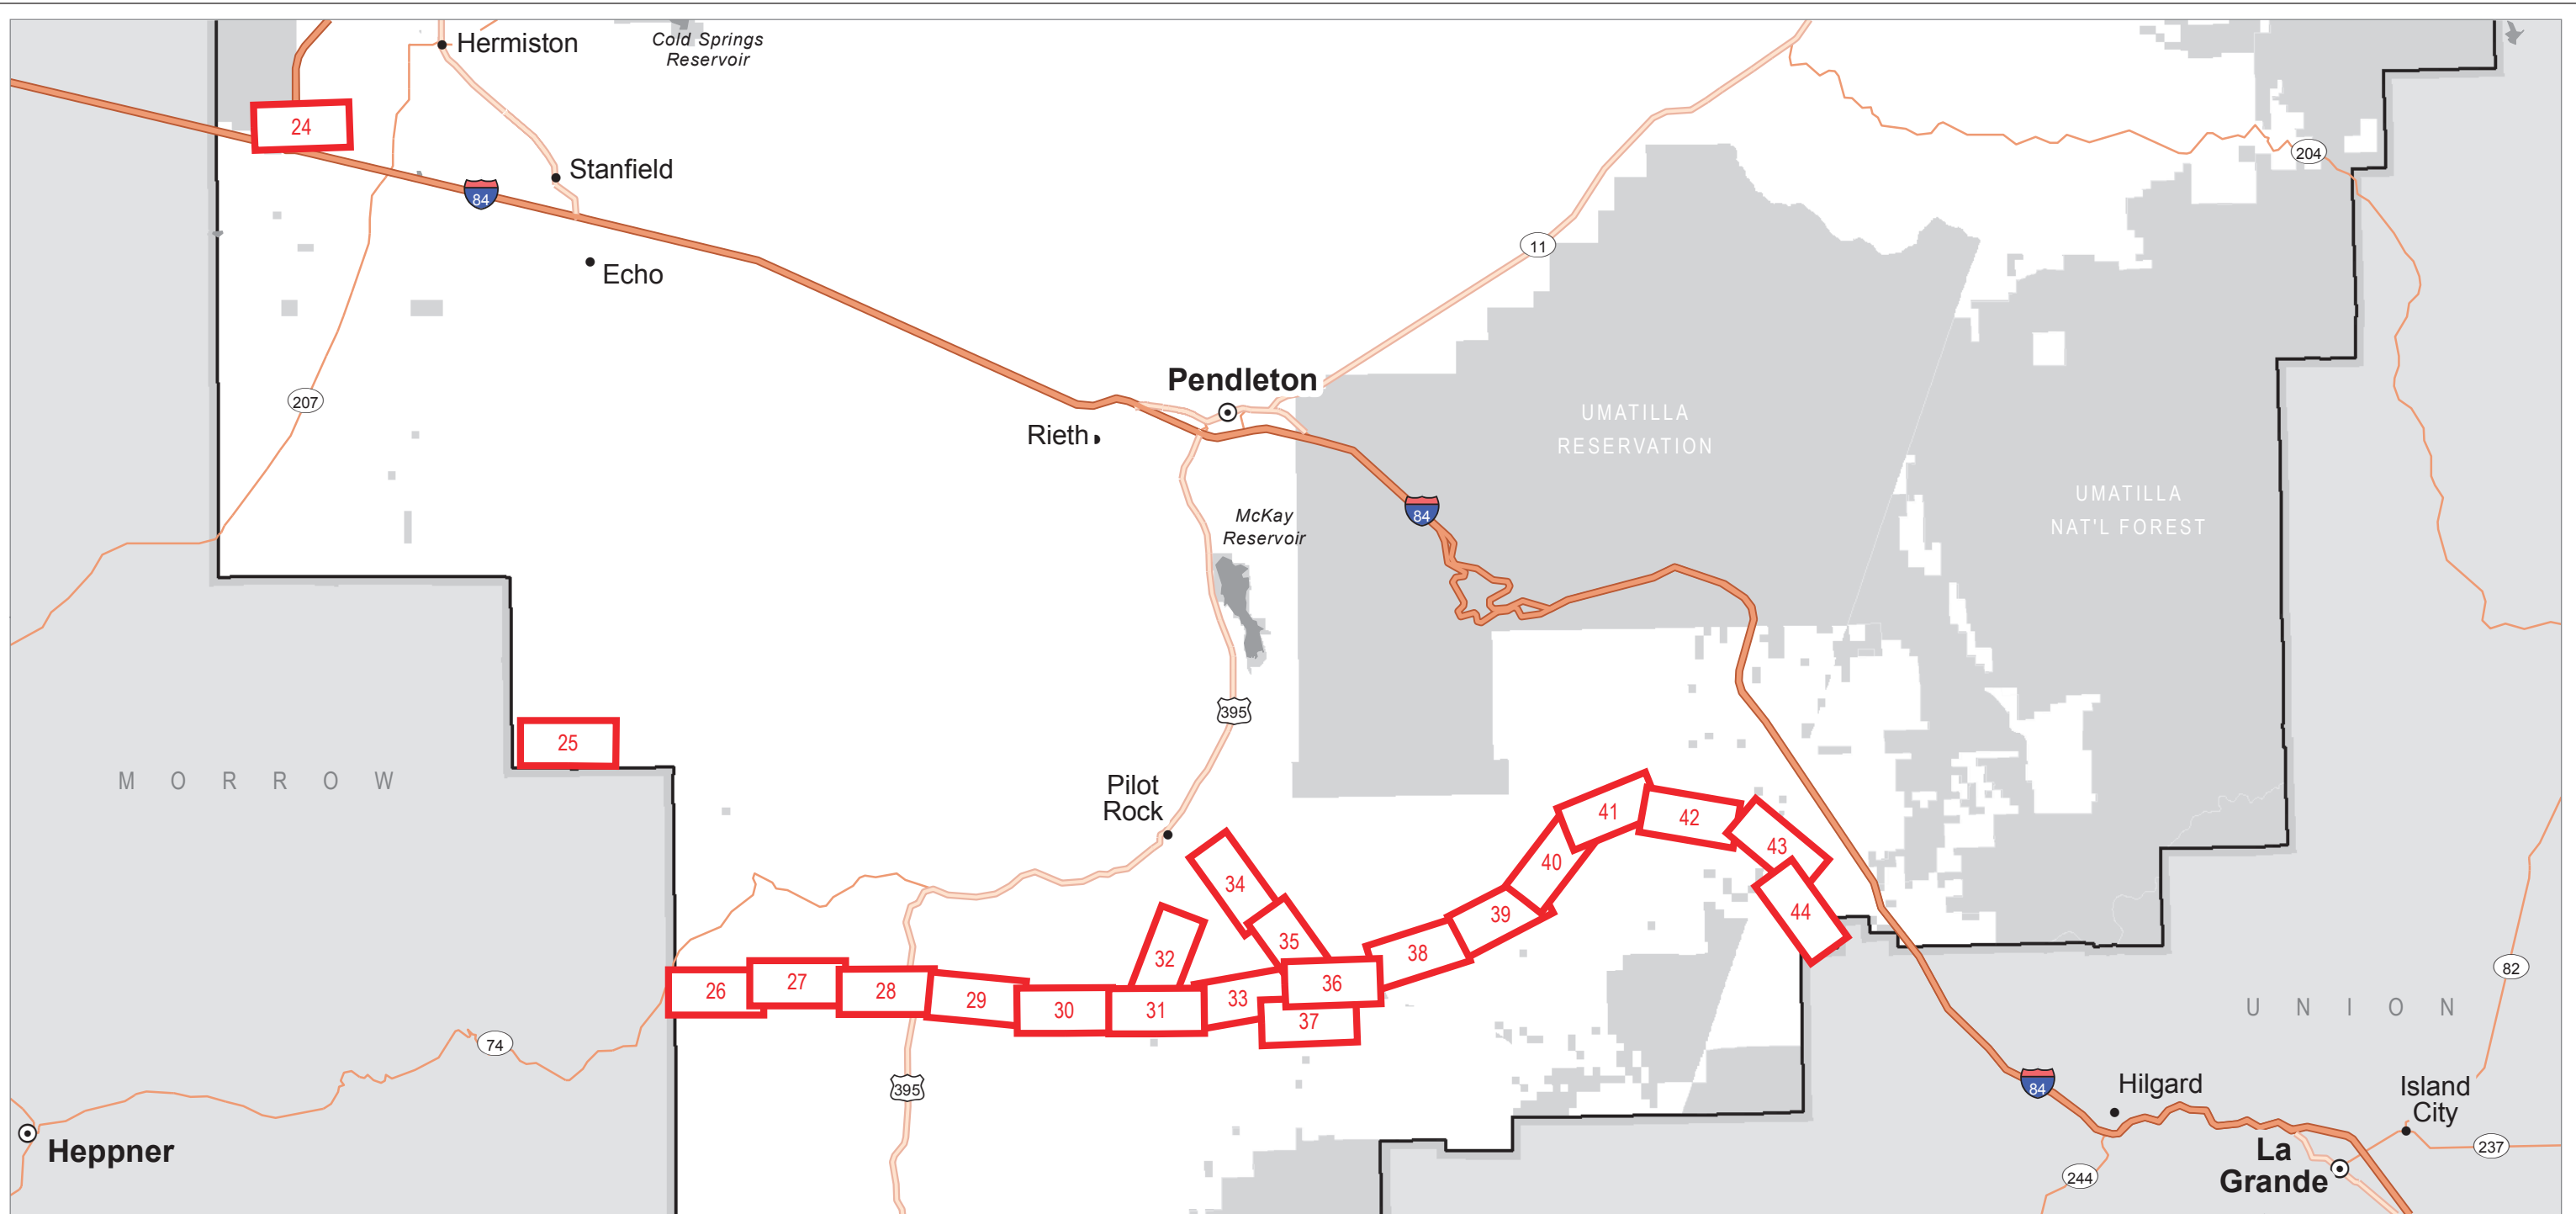 Hermiston
Cold Springs
Reservoir
24
204
Stanfield
84
11
Echo
Pendleton
207
UMATILLA
RESERVATION
Rieth
UMATILLA
NAT'L FOREST
84
McKay
Reservoir
395
25
MORROW
Pilot
Rock
41
42
43
40
34
44
39
35
38
32
82
26
27
28
36
29
33
30
31
37
UNION
74
84
395
Hilgard
Island
City
Heppner
237
La
Grande
244